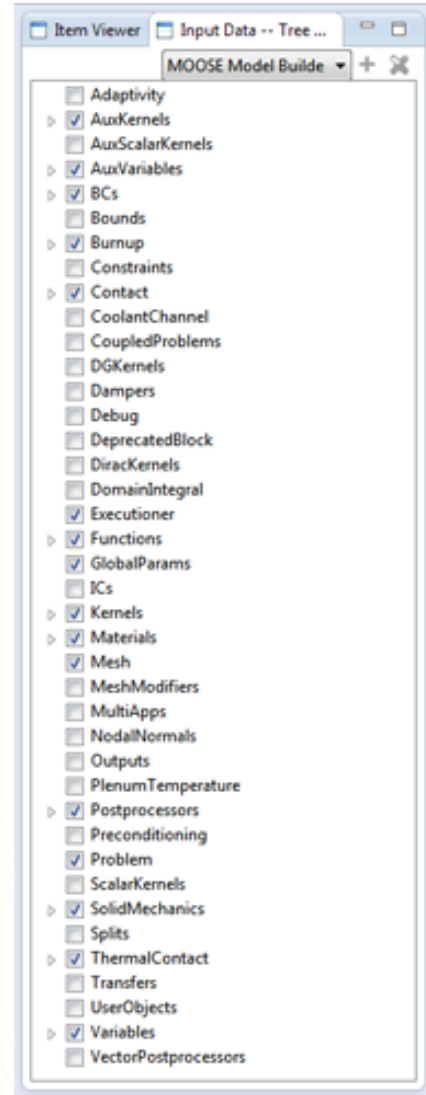 Item Viewer Input Data -- Tree ...
MOOSE Model Builde
Adaptivity
AuxKernels
AuxScalarKernels
AuxVariables
BCs
Bounds
Burnup
Constraints
Contact
CoolantChannel
CoupledProblems
DGKernels
Dampers
Debug
DeprecatedBlock
DiracKernels
DomainIntegral
Executioner
Functions
GlobalParams
ICs
Kernels
Materials
Mesh
MeshModifiers
MultiApps
NodalNormals
Outputs
PlenumTemperature
Postprocessors
Preconditioning
Problem
ScalarKernels
SolidMechanics
Splits
ThermalContact
Transfers
UserObjects
Variables
VectorPostprocessors